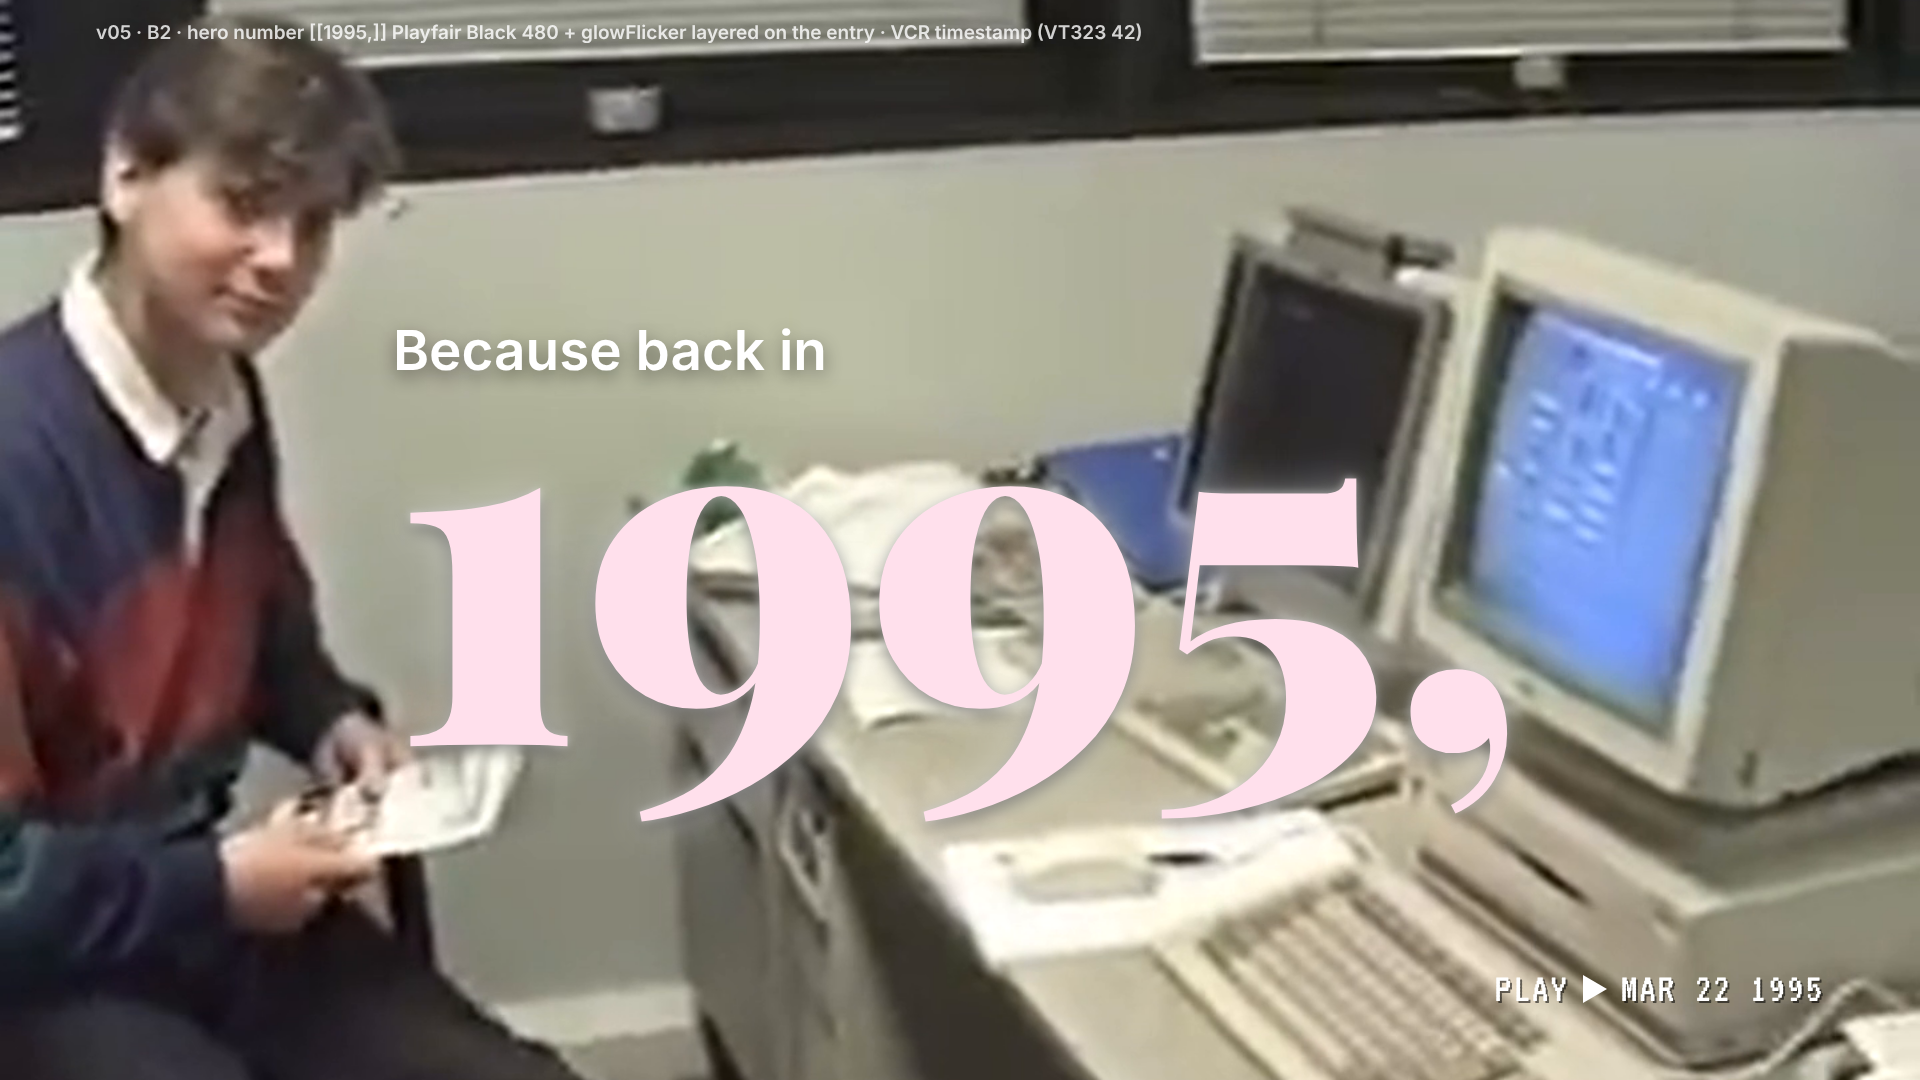 v05 · B2 · hero number [[1995,]] Playfair Black 480 + glowFlicker layered on the entry · VCR timestamp (VT323 42)
Because back in
1995,
PLAY ▶ MAR 22 1995